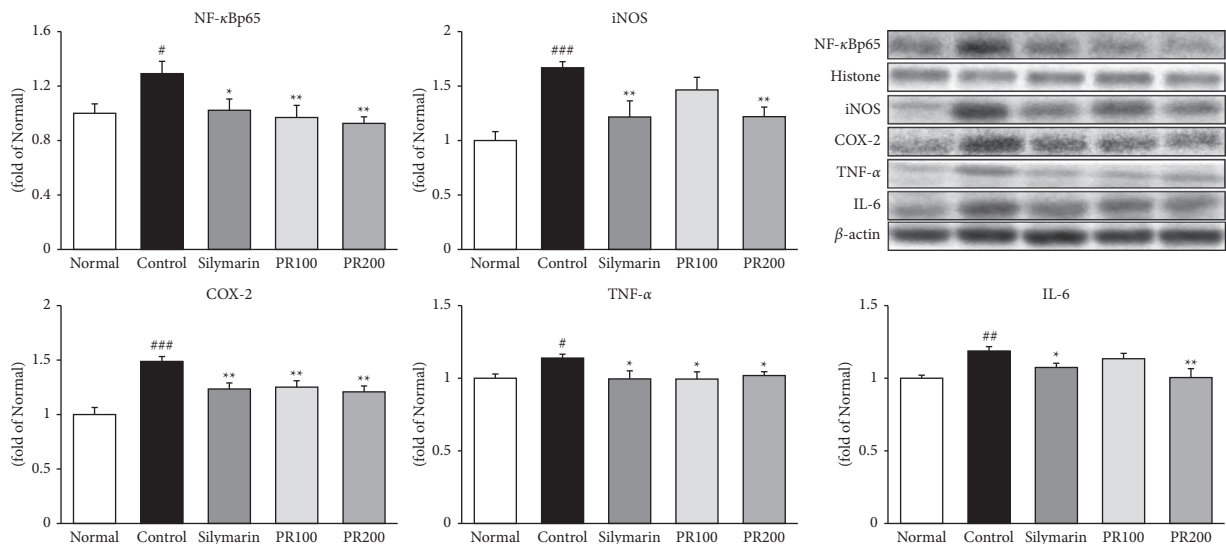 NF-κBp65
(fold of Normal)
1.6
1.2
0.8
0.4
0
#
*
**
**
Normal Control Silymarin PR100 PR200
iNOS
(fold of Normal)
2
1.5
1
0.5
0
###
**
**
Normal Control Silymarin PR100 PR200
NF-κBp65
Histone
iNOS
COX-2
TNF-α
IL-6
β-actin
COX-2
(fold of Normal)
2
1.5
1
0.5
0
###
**
**
**
Normal Control Silymarin PR100 PR200
TNF-α
(fold of Normal)
1.5
1
0.5
0
#
*
*
*
Normal Control Silymarin PR100 PR200
IL-6
(fold of Normal)
1.5
1
0.5
0
##
*
**
Normal Control Silymarin PR100 PR200